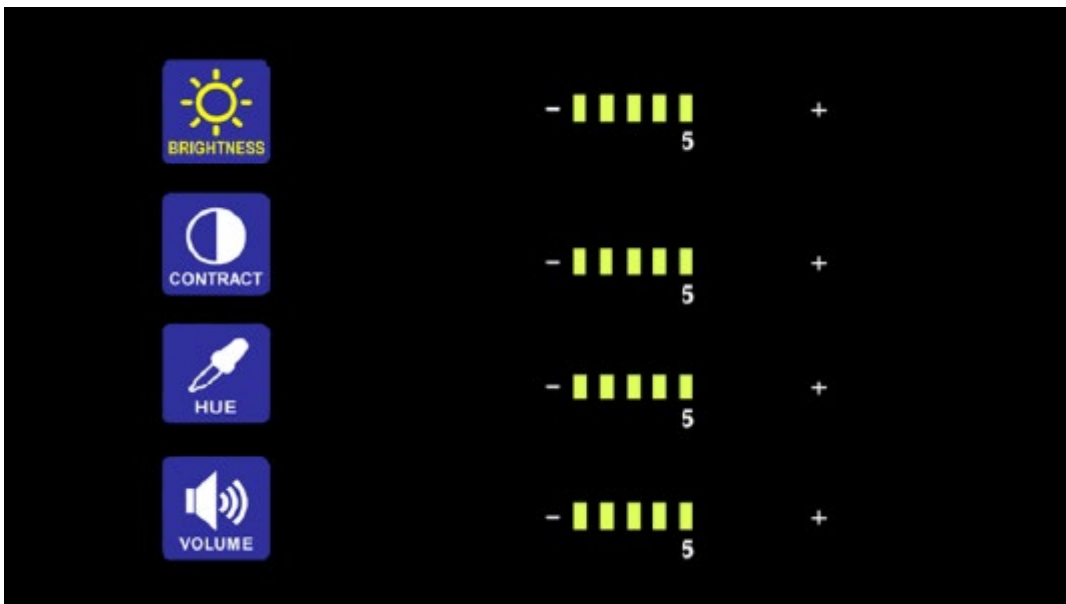 BRIGHTNESS
- 5 +
CONTRACT
- 5 +
HUE
- 5 +
VOLUME
- 5 +